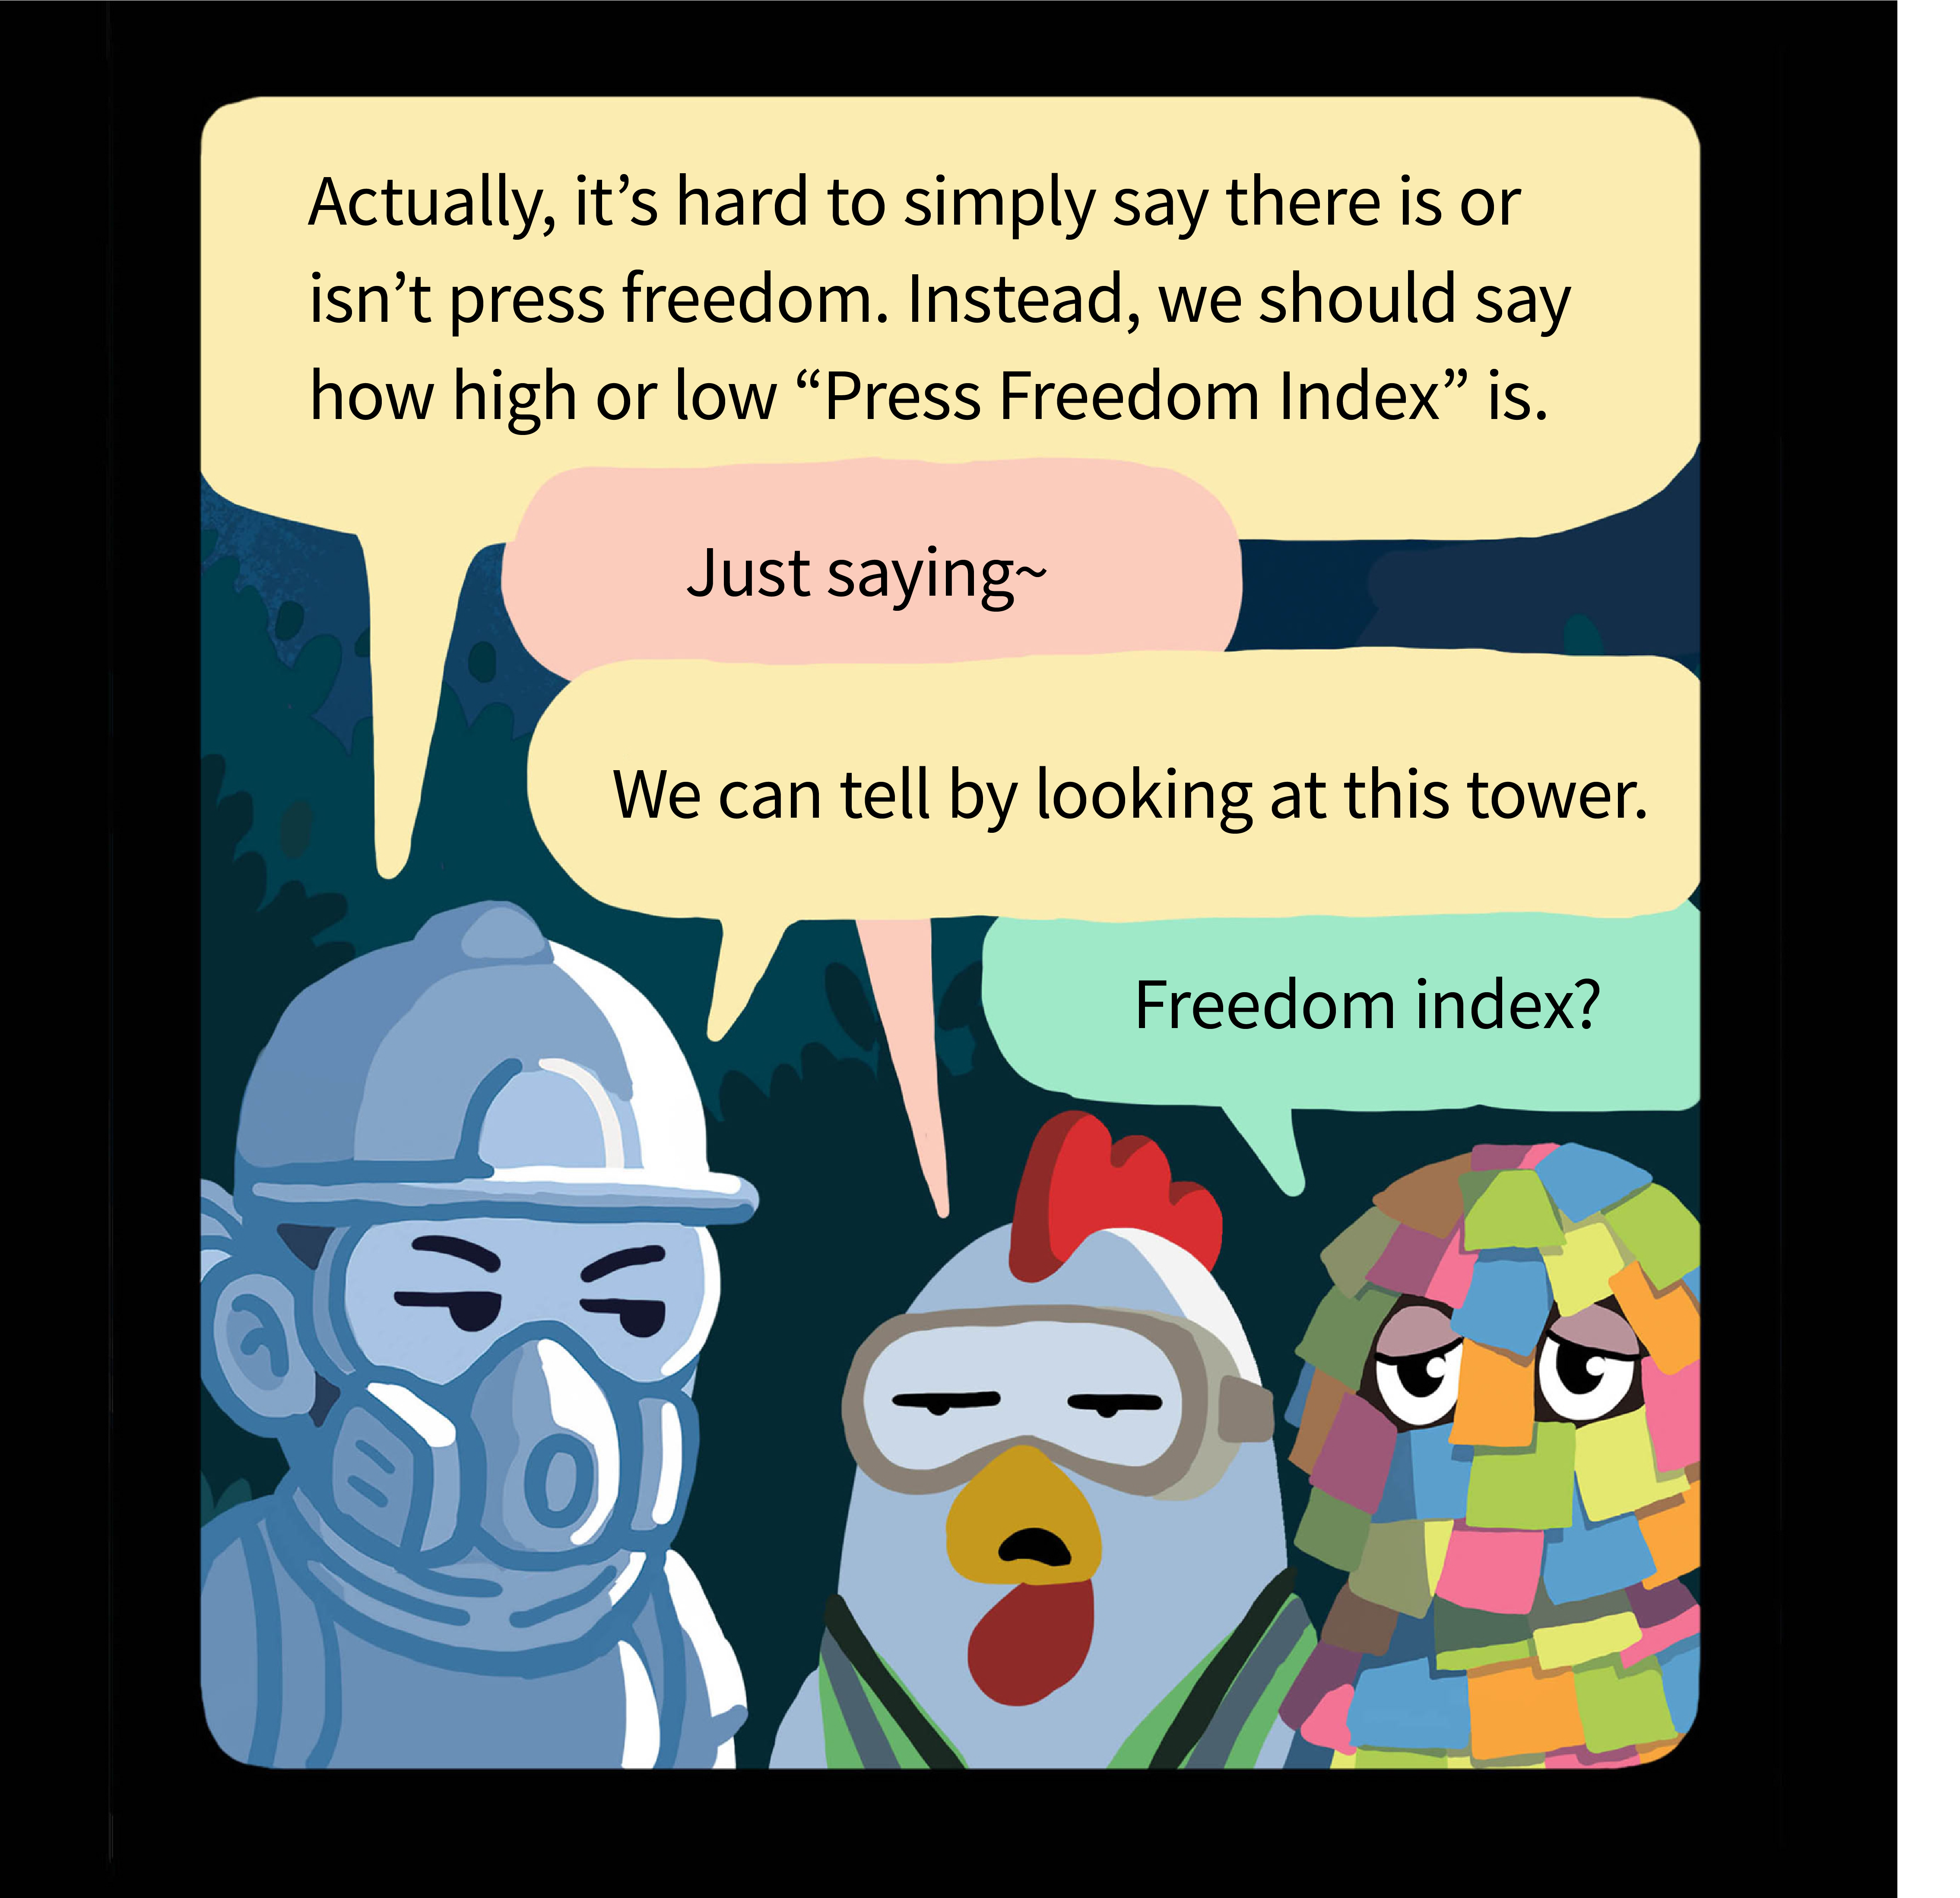 Actually, it’s hard to simply say there is or
isn’t press freedom. Instead, we should say
how high or low “Press Freedom Index” is.
Just saying~
We can tell by looking at this tower.
Freedom index?